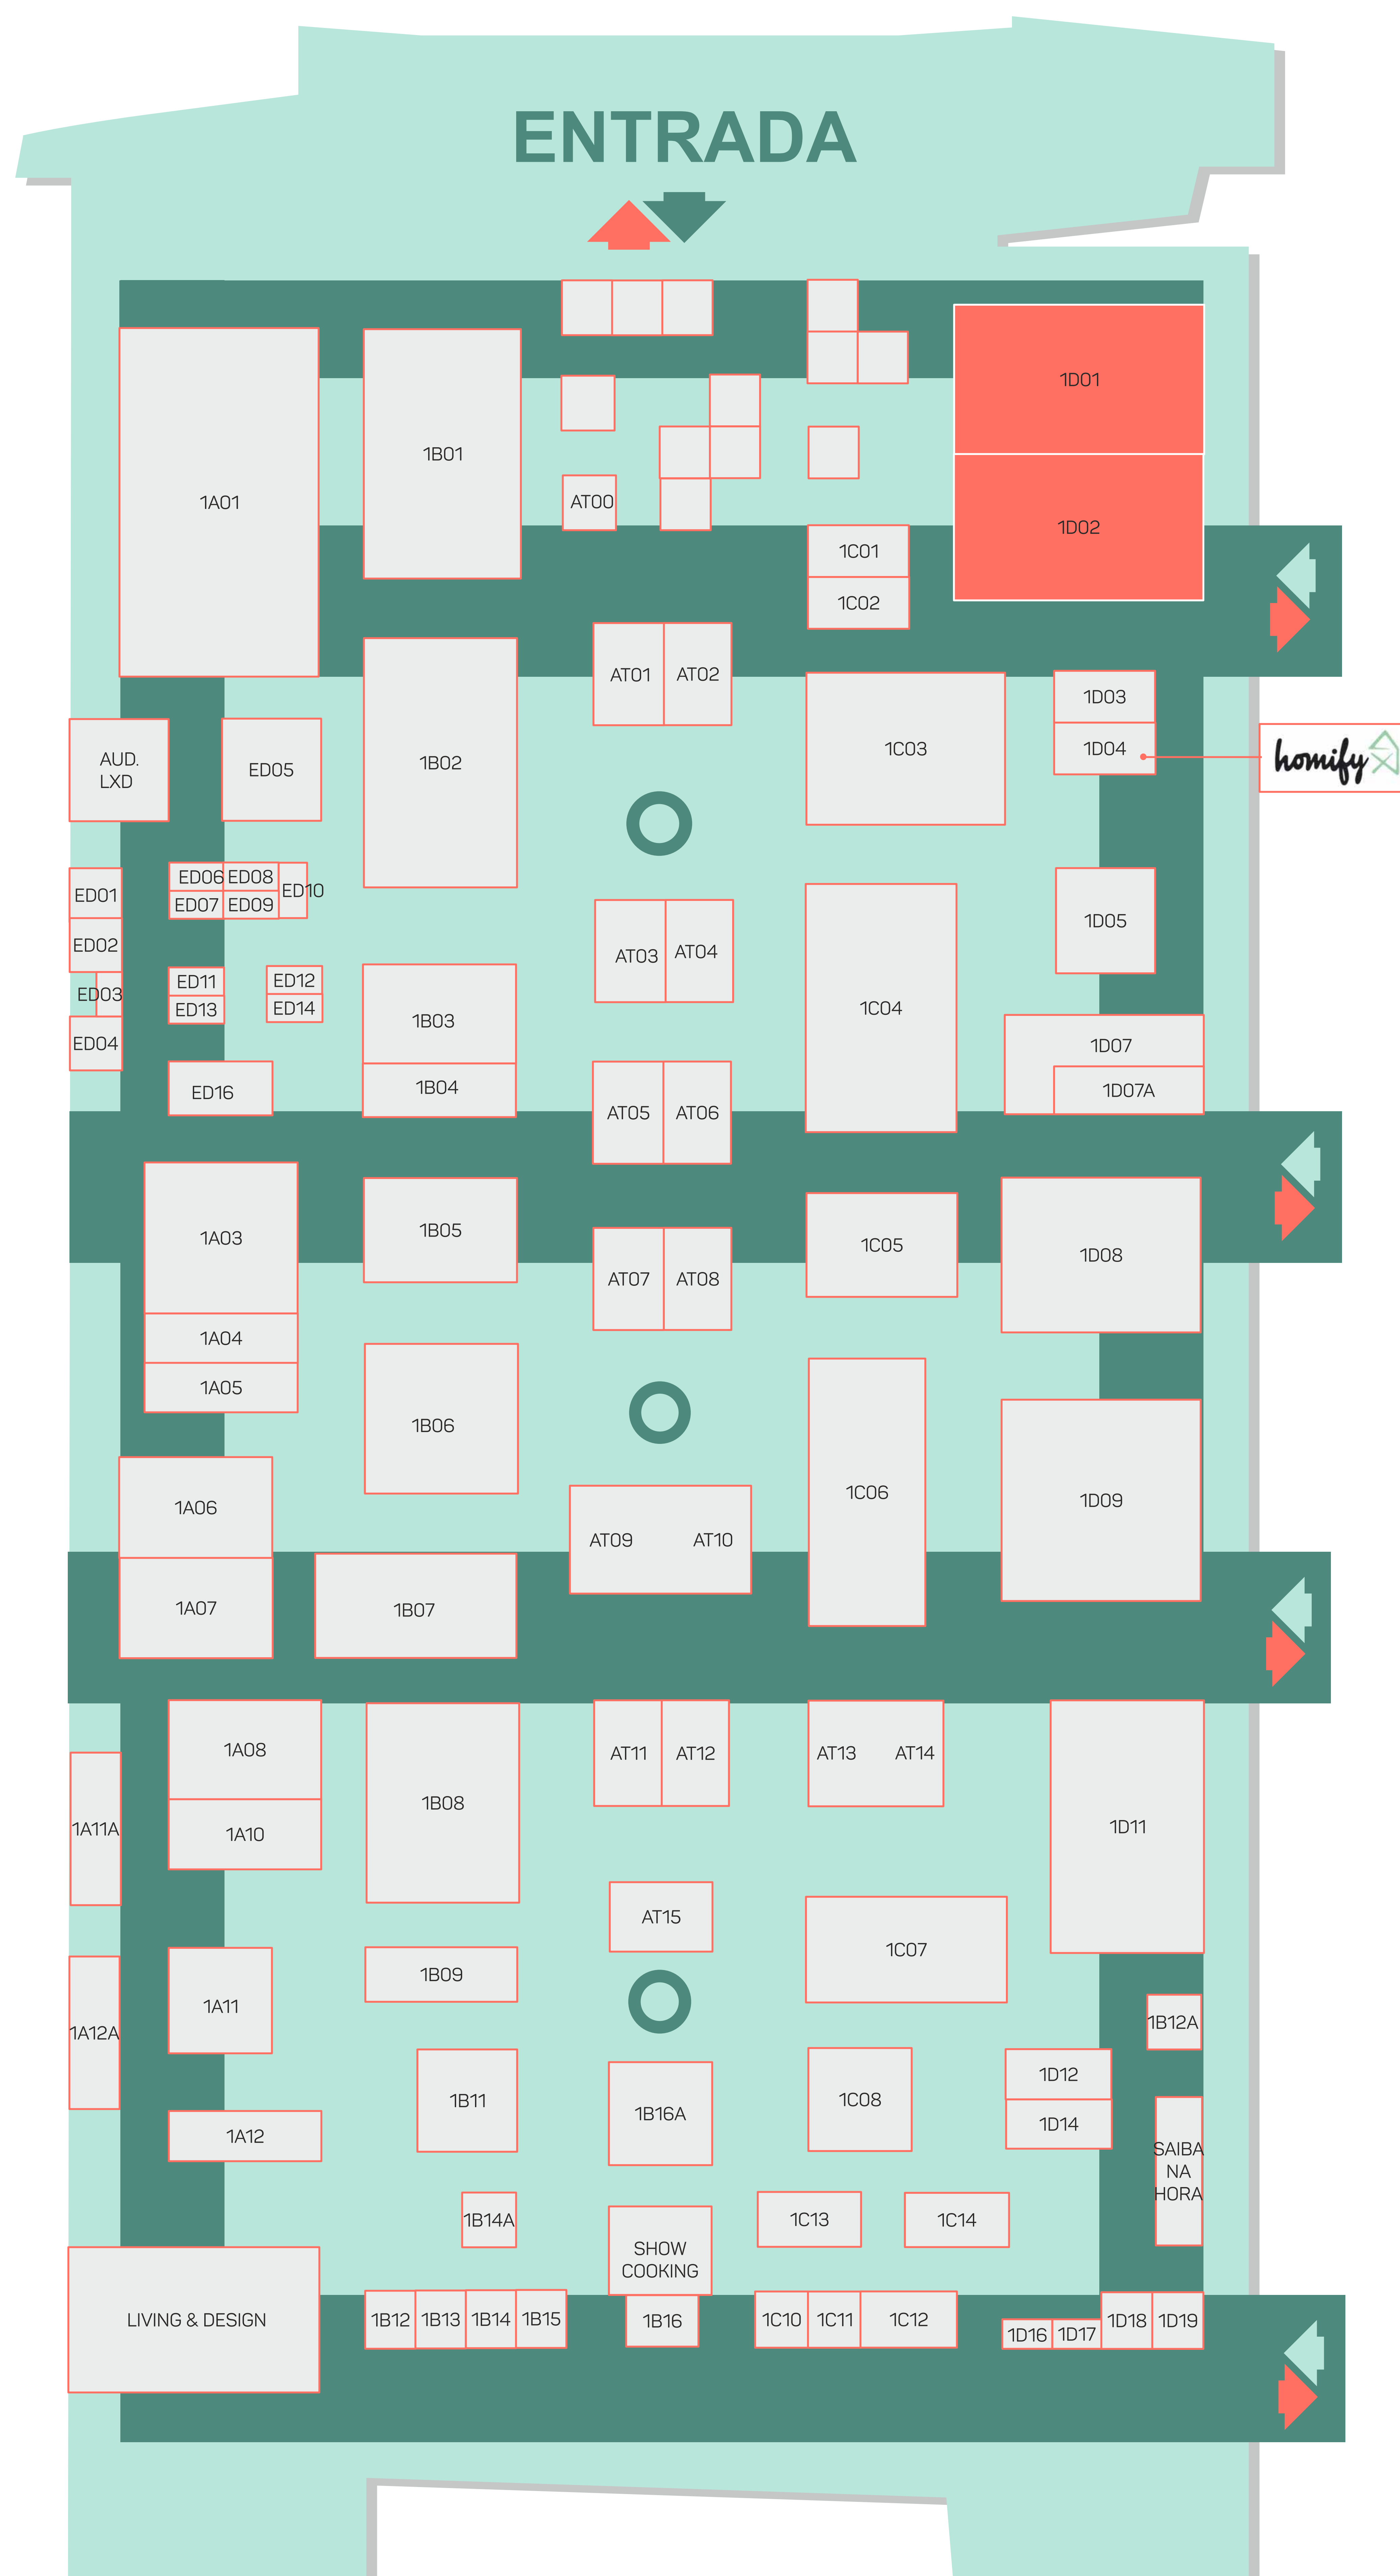 ENTRADA
1D01
1A01
1B01
AT00
1D02
1C01
1C02
AT01
AT02
1D03
1D04
homify
1C03
AUD.
LXD
ED05
1B02
ED01
ED06
ED08
ED10
ED07
ED09
1D05
ED02
AT03
AT04
ED03
ED11
ED12
ED13
ED14
1B03
1C04
ED04
1D07
ED16
1B04
1D07A
AT05
AT06
1A03
1B05
1C05
1D08
AT07
AT08
1A04
1A05
1B06
1C06
1D09
1A06
AT09
AT10
1A07
1B07
1A08
AT11
AT12
AT13
AT14
1B08
1A11A
1A10
1D11
AT15
1C07
1B09
1A11
1B12A
1A12A
1D12
1B11
1B16A
1C08
1D14
1A12
SAIBA
NA
HORA
1B14A
1C13
1C14
SHOW
COOKING
LIVING & DESIGN
1B12
1B13
1B14
1B15
1B16
1C10
1C11
1C12
1D16
1D17
1D18
1D19